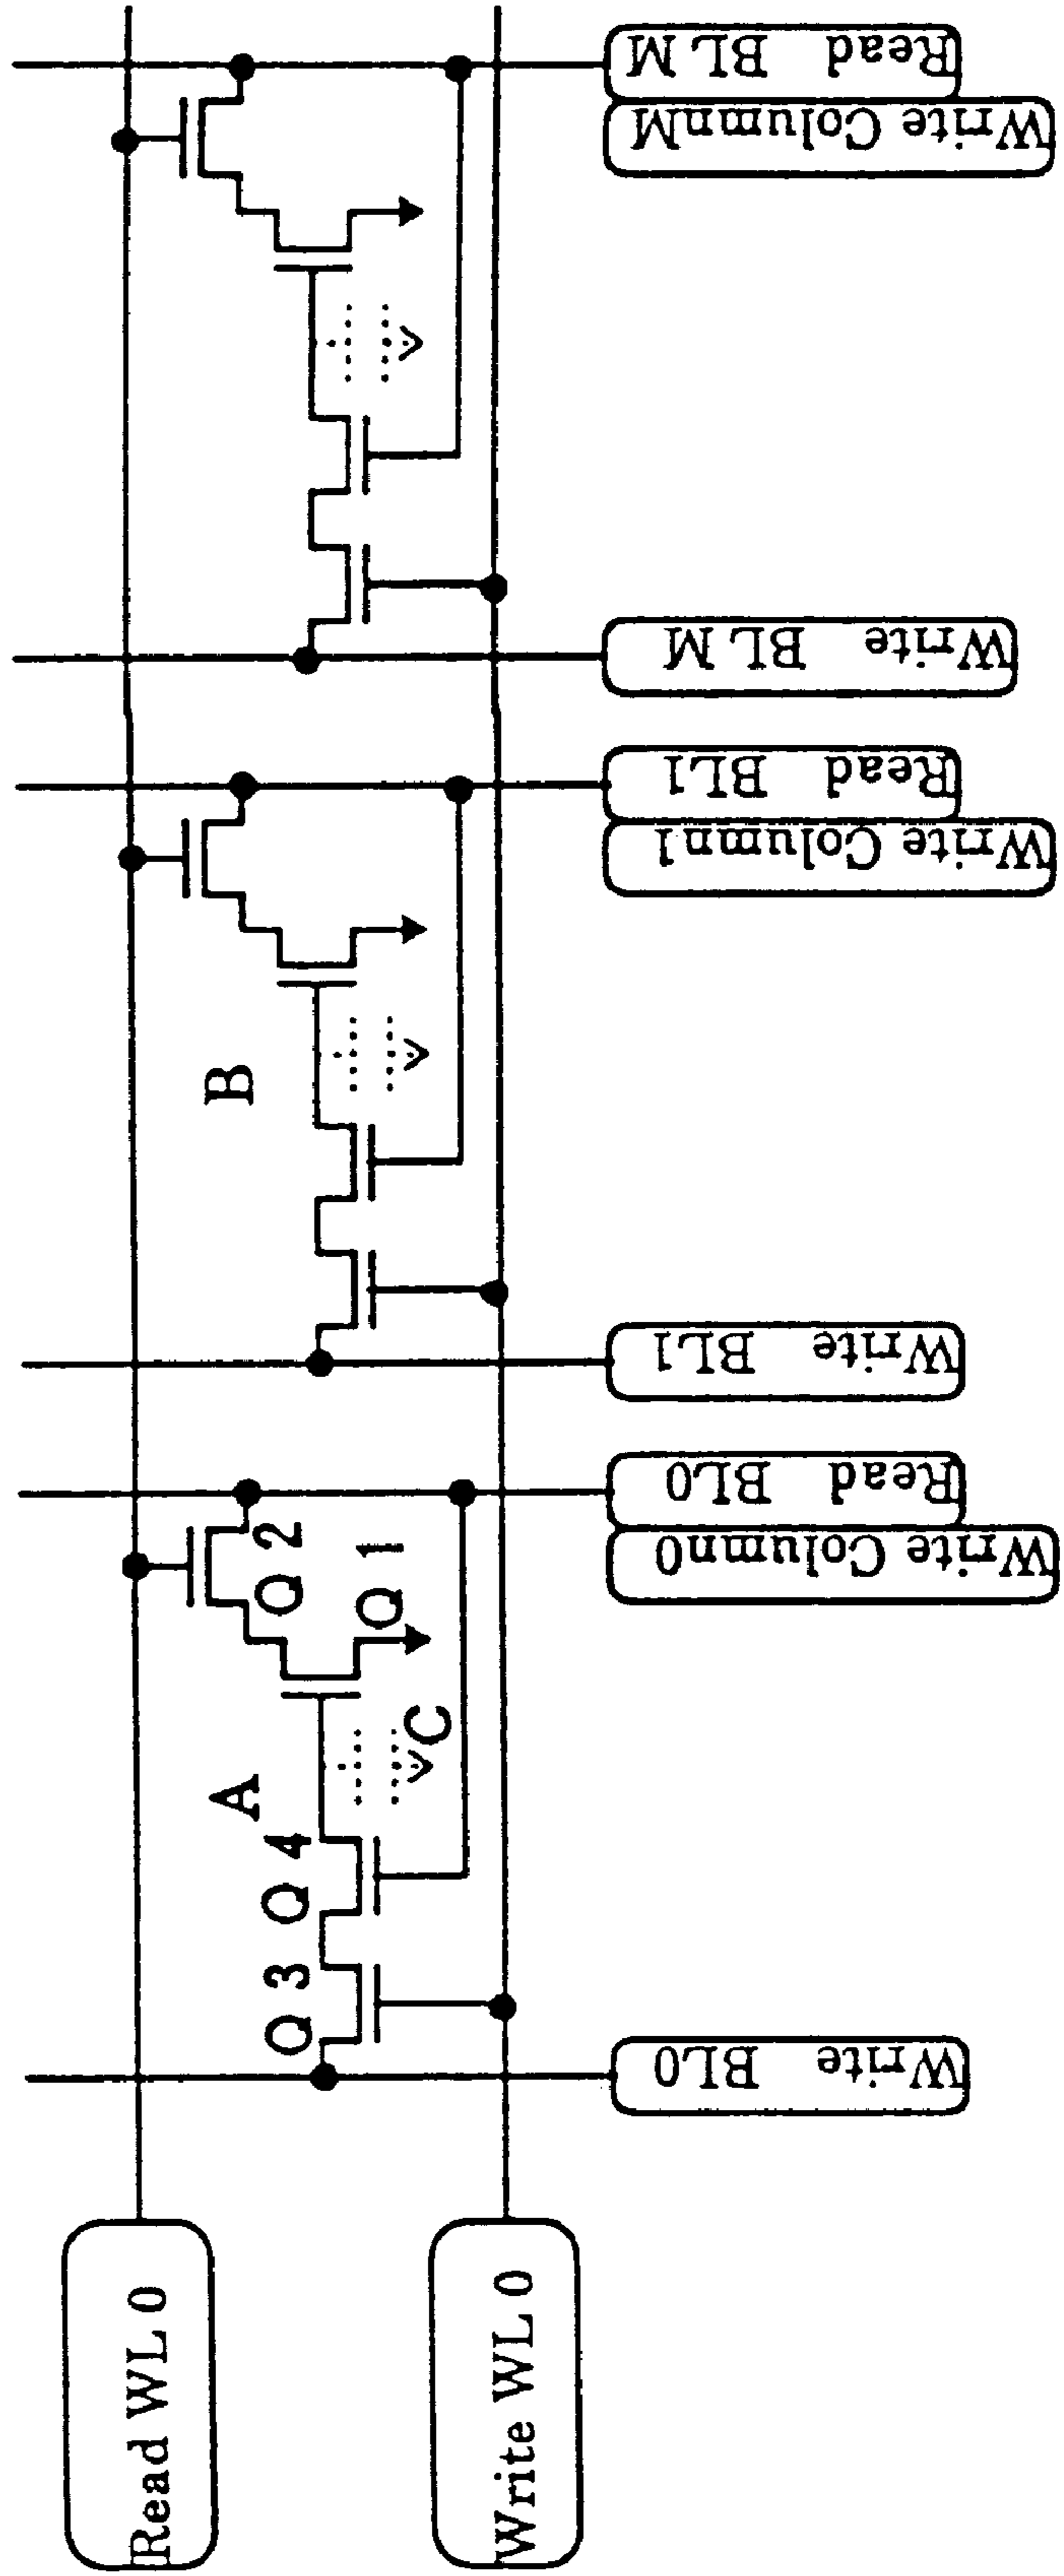 Read WL 0
Write WL 0
Q 3
Q 4
A
C
Q 2
Q 1
B
Write BL0
Write Column0
Read BL0
Write BL1
Write Column1
Read BL1
Write BL M
Write ColumnM
Read BL M